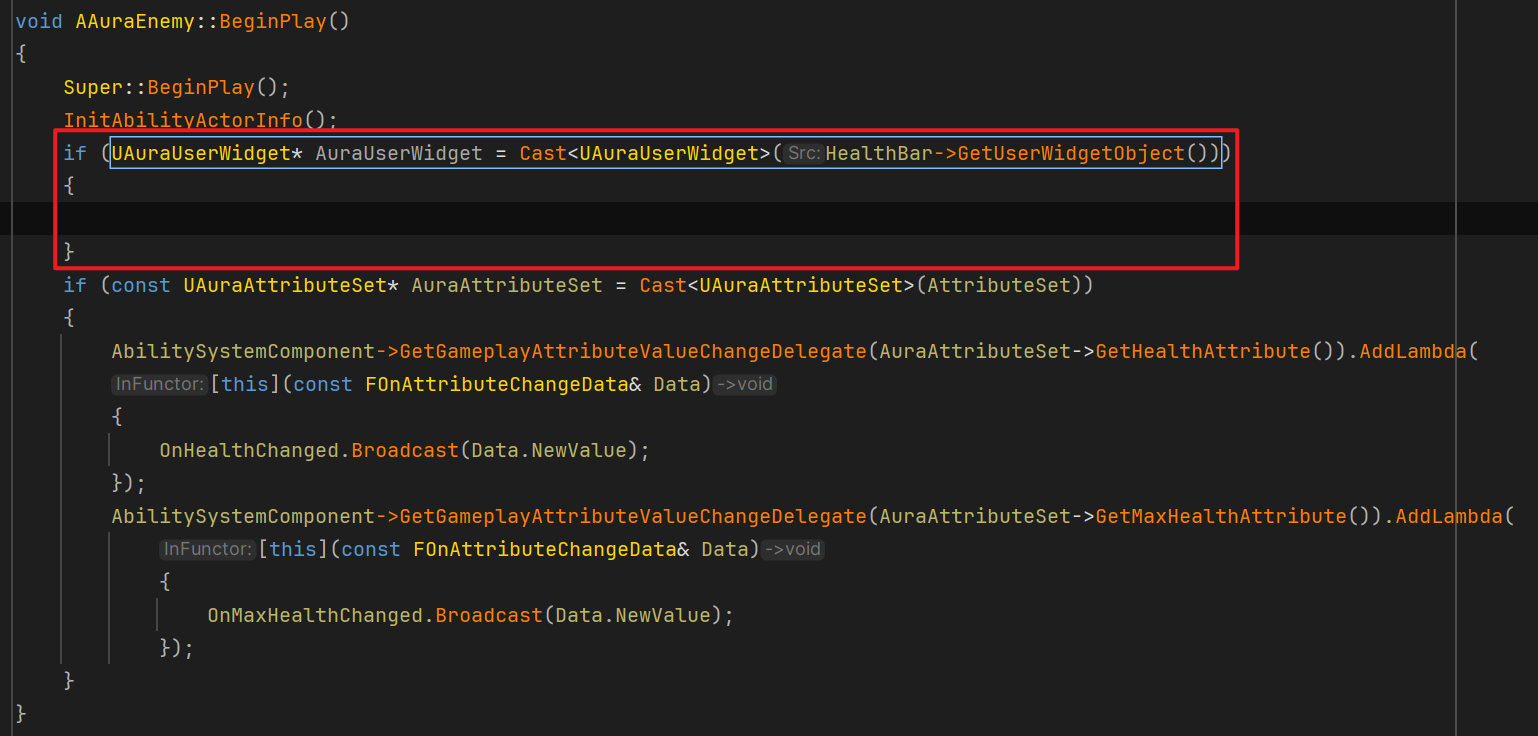 void AAuraEnemy::BeginPlay()
{
    Super::BeginPlay();
    InitAbilityActorInfo();
    if (UAuraUserWidget* AuraUserWidget = Cast<UAuraUserWidget>(Src:HealthBar->GetUserWidgetObject()))
    {

    }
    if (const UAuraAttributeSet* AuraAttributeSet = Cast<UAuraAttributeSet>(AttributeSet))
    {
        AbilitySystemComponent->GetGameplayAttributeValueChangeDelegate(AuraAttributeSet->GetHealthAttribute()).AddLambda(
        InFunctor:[this](const FOnAttributeChangeData& Data)->void
        {
            OnHealthChanged.Broadcast(Data.NewValue);
        });
        AbilitySystemComponent->GetGameplayAttributeValueChangeDelegate(AuraAttributeSet->GetMaxHealthAttribute()).AddLambda(
            InFunctor:[this](const FOnAttributeChangeData& Data)->void
            {
                OnMaxHealthChanged.Broadcast(Data.NewValue);
            });
    }
}